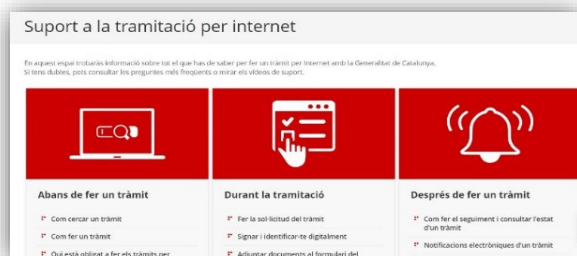 Suport a la tramitació per internet
En aquest espai trobaràs informació sobre tot el que has de saber per fer un tràmit per Internet amb la Generalitat de Catalunya.
Si tens dubtes, pots consultar les preguntes més freqüents o mirar els vídeos de suport.
Abans de fer un tràmit
Com cercar un tràmit
Com fer un tràmit
Qui està obligat a fer els tràmits per
Durant la tramitació
Fer la sol·licitud del tràmit
Signar i identificar-te digitalment
Adjuntar documents al formulari del
Després de fer un tràmit
Com fer el seguiment i consultar l'estat
d'un tràmit
Notificacions electròniques d'un tràmit